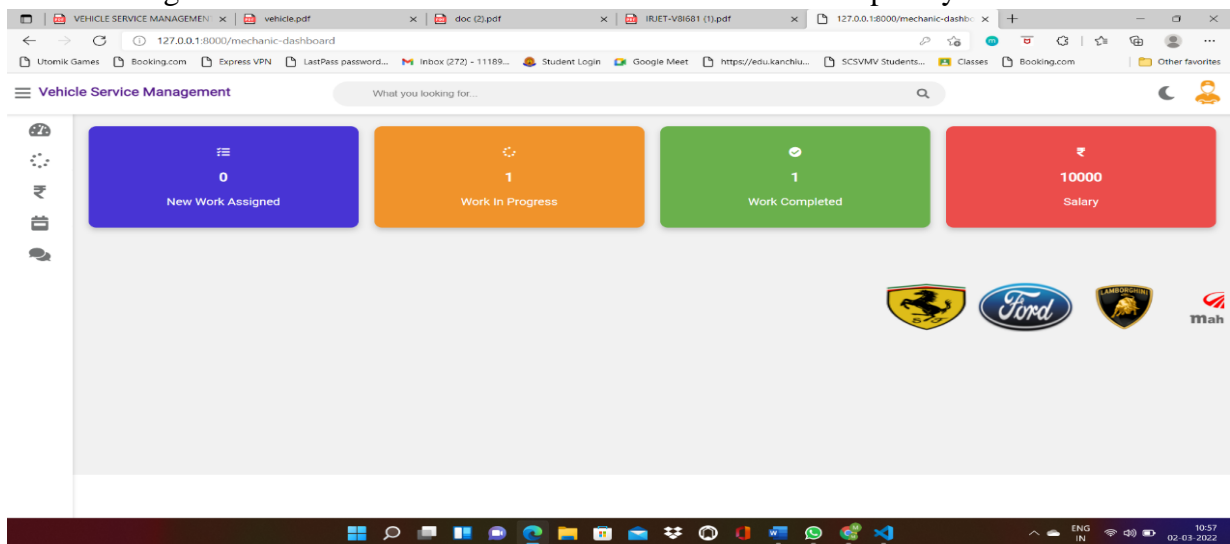 VEHICLE SERVICE MANAGEMEN
vehicle.pdf
doc (2).pdf
IRJET-V8I681 (1).pdf
127.0.0.1:8000/mechanic-dashbo
127.0.0.1:8000/mechanic-dashboard
Utomik Games
Booking.com
Express VPN
LastPass password...
Inbox (272) - 11189...
Student Login
Google Meet
https://edu.kanchiu...
SCSVMV Students...
Classes
Booking.com
Other favorites
Vehicle Service Management
What you looking for...
0
New Work Assigned
1
Work In Progress
1
Work Completed
₹
10000
Salary
₹
Ford
LAMBORGHINI
Mah
ENG
IN
10:57
02-03-2022